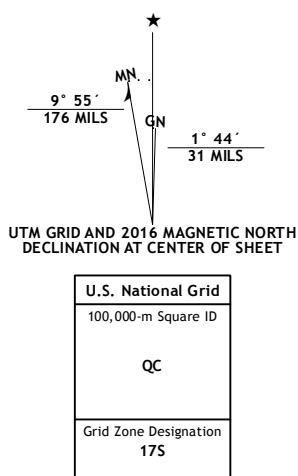 MN
GN
9° 55´
176 MILS
1° 44´
31 MILS
UTM GRID AND 2016 MAGNETIC NORTH
DECLINATION AT CENTER OF SHEET
U.S. National Grid
100,000-m Square ID
QC
Grid Zone Designation
17S